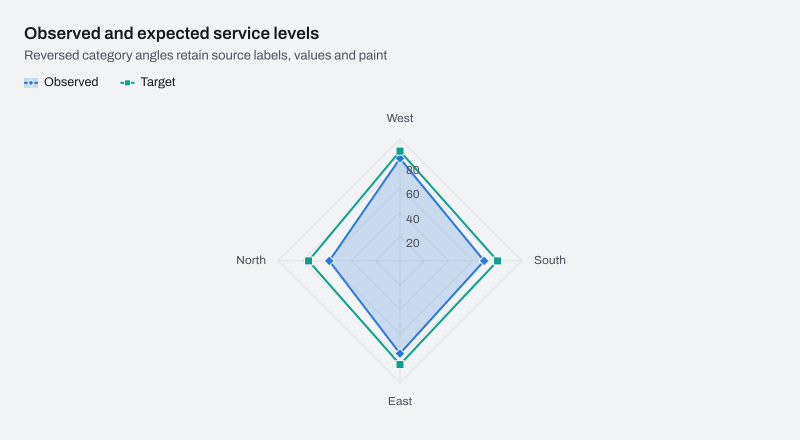 Observed and expected service levels
Reversed category angles retain source labels, values and paint
Observed
Target
West
80
60
40
20
North
South
East